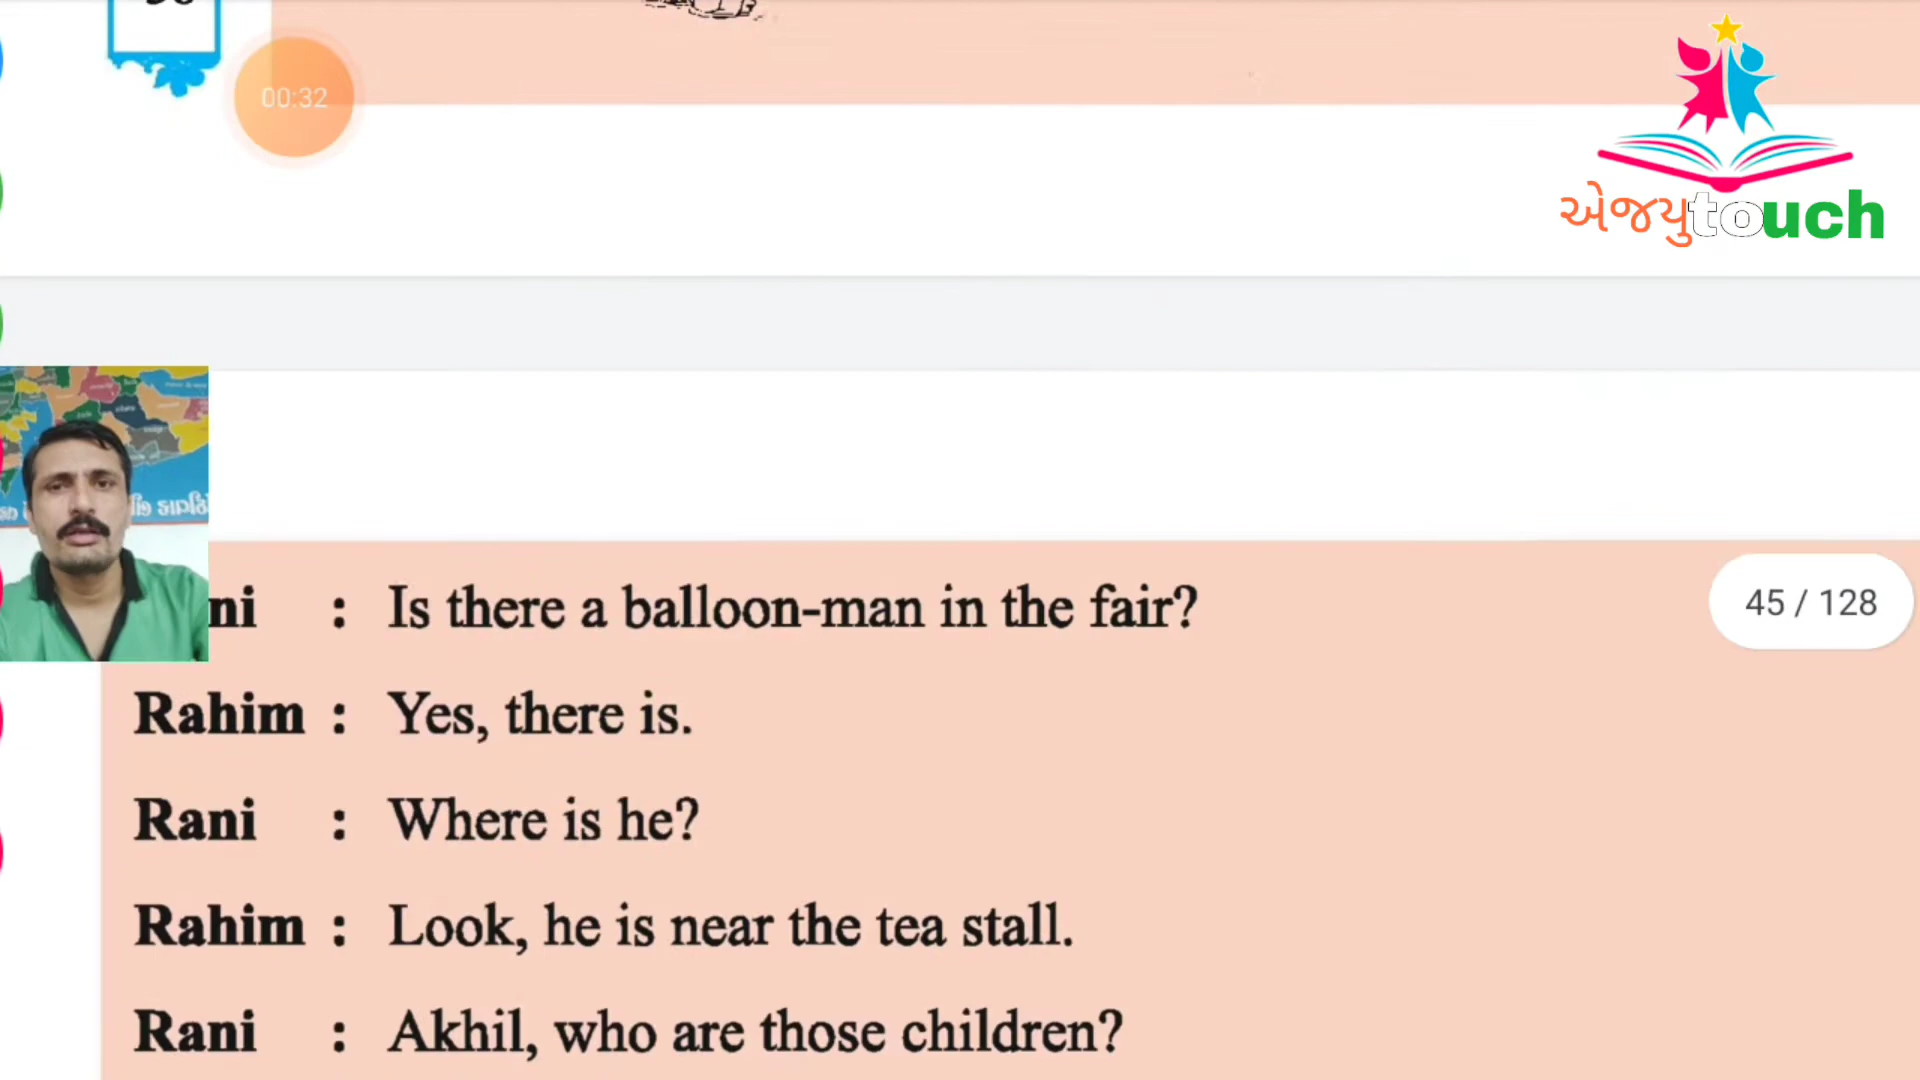 00:32
એજ્યુtouch
ni : Is there a balloon-man in the fair?
45 / 128
Rahim : Yes, there is.
Rani : Where is he?
Rahim : Look, he is near the tea stall.
Rani : Akhil, who are those children?